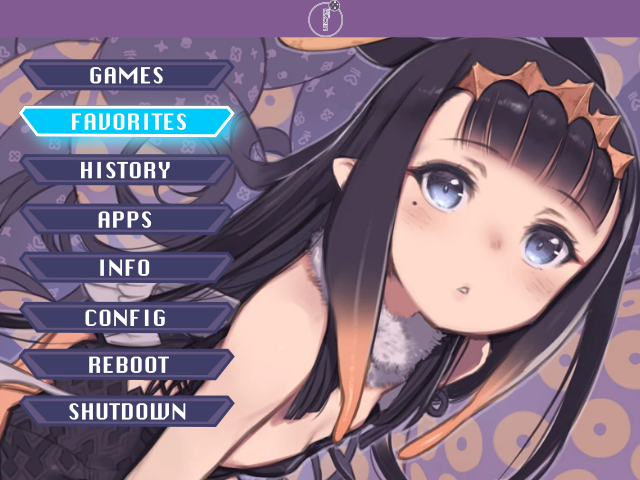 GAMES
FAVORITES
HISTORY
APPS
INFO
CONFIG
REBOOT
SHUTDOWN